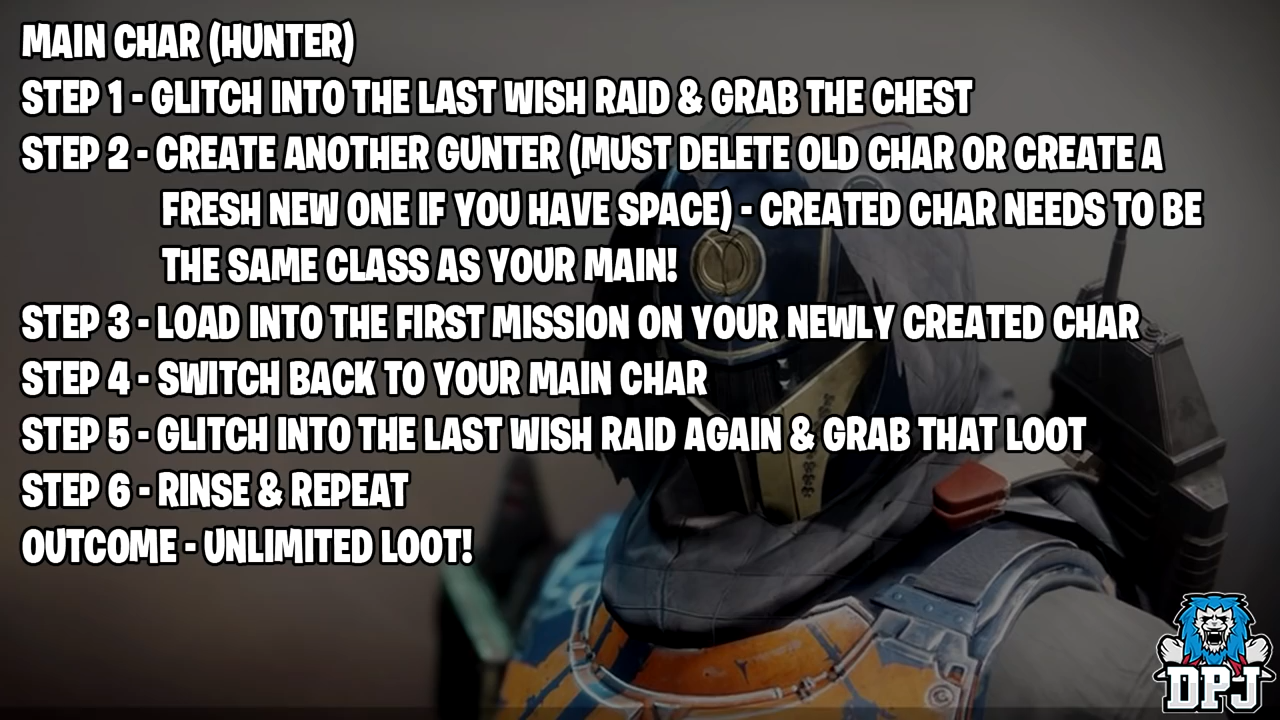 MAIN CHAR (HUNTER)
STEP 1 - GLITCH INTO THE LAST WISH RAID & GRAB THE CHEST
STEP 2 - CREATE ANOTHER GUNTER (MUST DELETE OLD CHAR OR CREATE A
FRESH NEW ONE IF YOU HAVE SPACE) - CREATED CHAR NEEDS TO BE
THE SAME CLASS AS YOUR MAIN!
STEP 3 - LOAD INTO THE FIRST MISSION ON YOUR NEWLY CREATED CHAR
STEP 4 - SWITCH BACK TO YOUR MAIN CHAR
STEP 5 - GLITCH INTO THE LAST WISH RAID AGAIN & GRAB THAT LOOT
STEP 6 - RINSE & REPEAT
OUTCOME - UNLIMITED LOOT!
DPJ